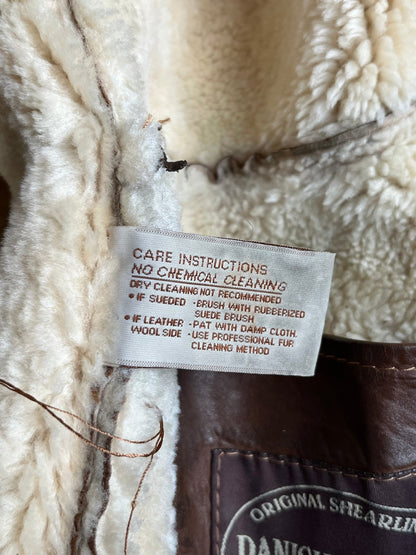 CARE INSTRUCTIONS
NO CHEMICAL CLEANING
DRY CLEANING NOT RECOMMENDED
• IF SUEDED - BRUSH WITH RUBBERIZED
SUEDE BRUSH
• IF LEATHER - PAT WITH DAMP CLOTH.
WOOL SIDE - USE PROFESSIONAL FUR
CLEANING METHOD
ORIGINAL